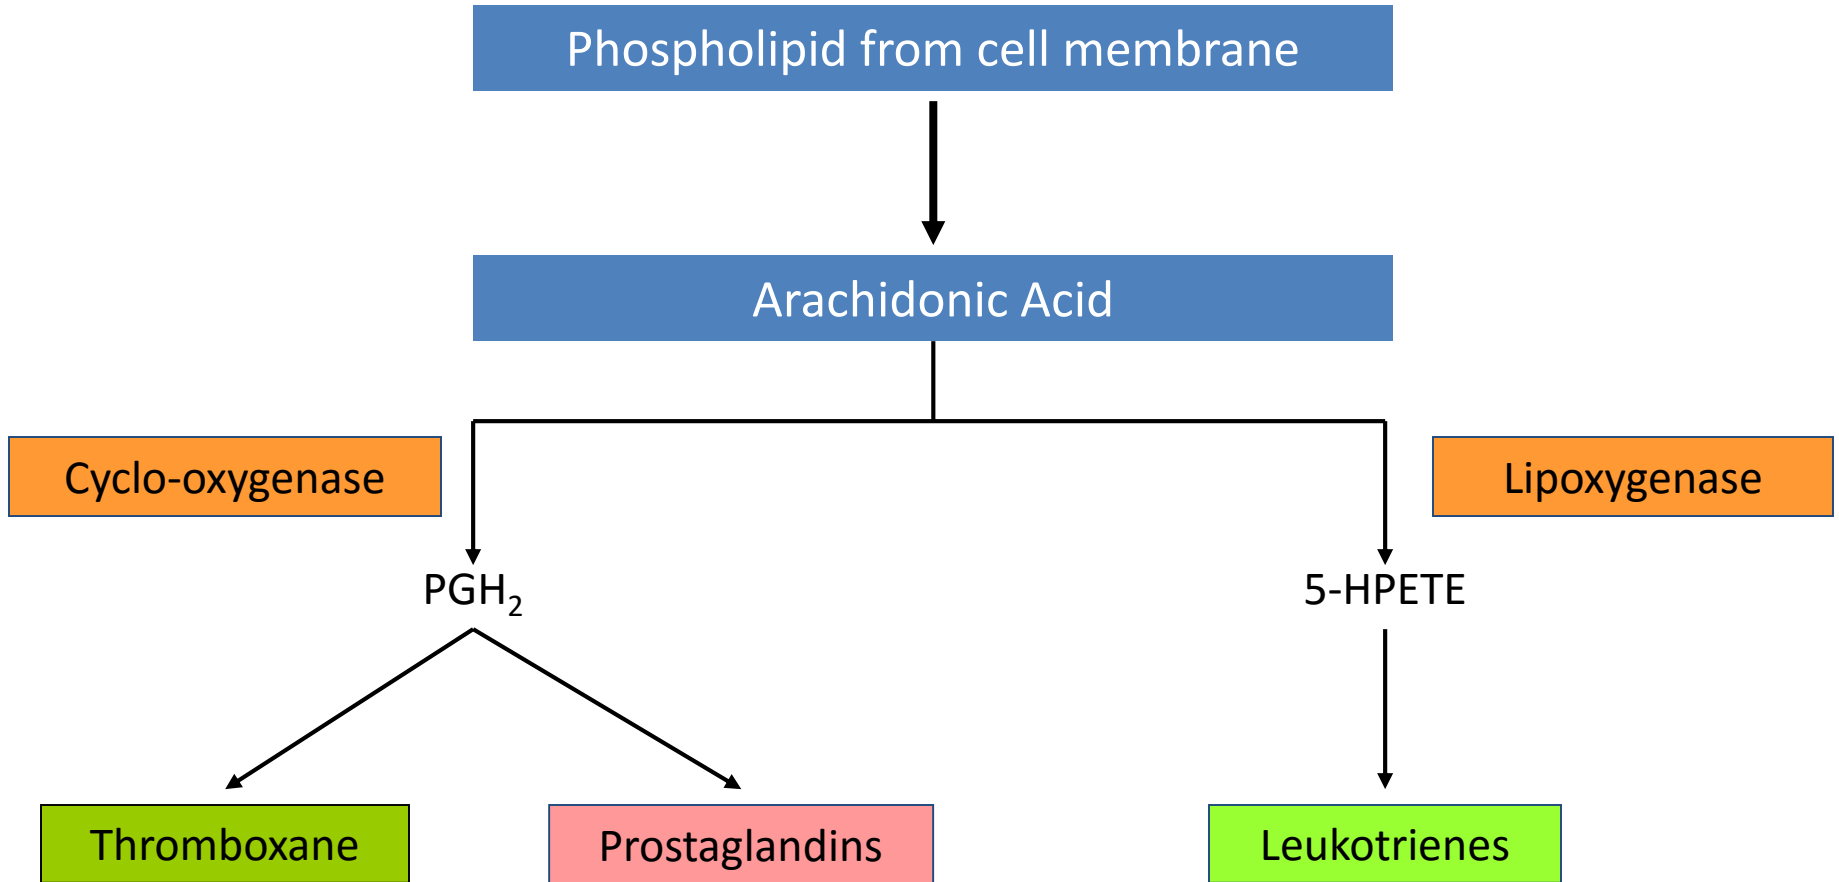 Phospholipid from cell membrane
Arachidonic Acid
Cyclo-oxygenase
Lipoxygenase
PGH₂
5-HPETE
Thromboxane
Prostaglandins
Leukotrienes